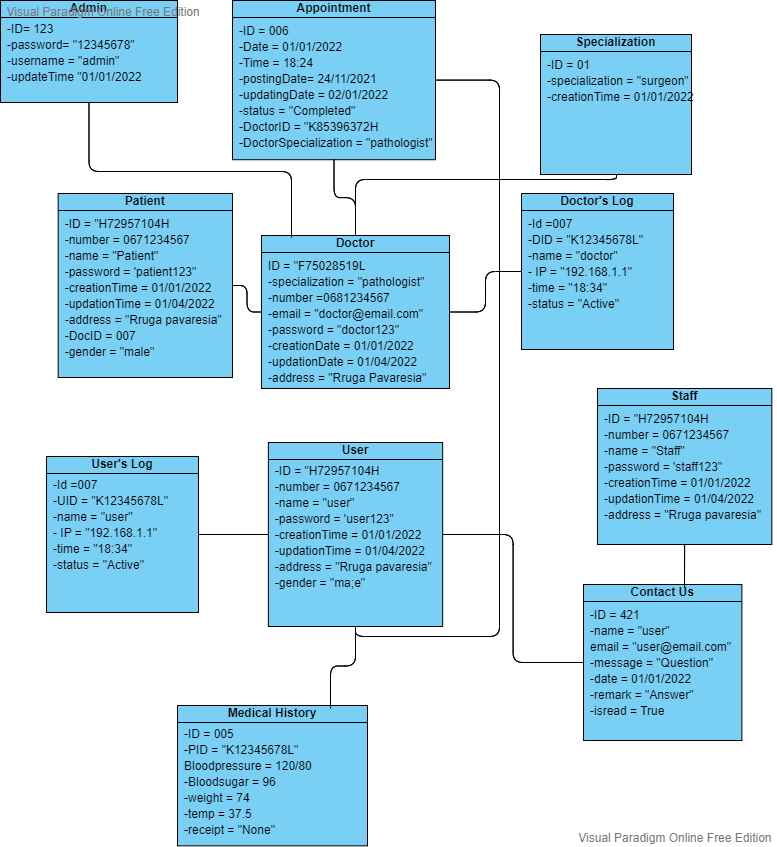 Visual Paradigm Online Free Edition
Admin
-ID= 123
-password= "12345678"
-username = "admin"
-updateTime "01/01/2022
Appointment
-ID = 006
-Date = 01/01/2022
-Time = 18:24
-postingDate= 24/11/2021
-updatingDate = 02/01/2022
-status = "Completed"
-DoctorID = "K85396372H
-DoctorSpecialization = "pathologist"
Specialization
-ID = 01
-specialization = "surgeon"
-creationTime = 01/01/2022
Patient
-ID = "H72957104H
-number = 0671234567
-name = "Patient"
-password = 'patient123"
-creationTime = 01/01/2022
-updationTime = 01/04/2022
-address = "Rruga pavaresia"
-DocID = 007
-gender = "male"
Doctor
ID = "F75028519L
-specialization = "pathologist"
-number =0681234567
-email = "doctor@email.com"
-password = "doctor123"
-creationDate = 01/01/2022
-updationDate = 01/04/2022
-address = "Rruga Pavaresia"
Doctor's Log
-Id =007
-DID = "K12345678L"
-name = "doctor"
- IP = "192.168.1.1"
-time = "18:34"
-status = "Active"
Staff
-ID = "H72957104H
-number = 0671234567
-name = "Staff"
-password = 'staff123"
-creationTime = 01/01/2022
-updationTime = 01/04/2022
-address = "Rruga pavaresia"
User's Log
-Id =007
-UID = "K12345678L"
-name = "user"
- IP = "192.168.1.1"
-time = "18:34"
-status = "Active"
User
-ID = "H72957104H
-number = 0671234567
-name = "user"
-password = 'user123"
-creationTime = 01/01/2022
-updationTime = 01/04/2022
-address = "Rruga pavaresia"
-gender = "ma;e"
Contact Us
-ID = 421
-name = "user"
email = "user@email.com"
-message = "Question"
-date = 01/01/2022
-remark = "Answer"
-isread = True
Medical History
-ID = 005
-PID = "K12345678L"
Bloodpressure = 120/80
-Bloodsugar = 96
-weight = 74
-temp = 37.5
-receipt = "None"
Visual Paradigm Online Free Edition